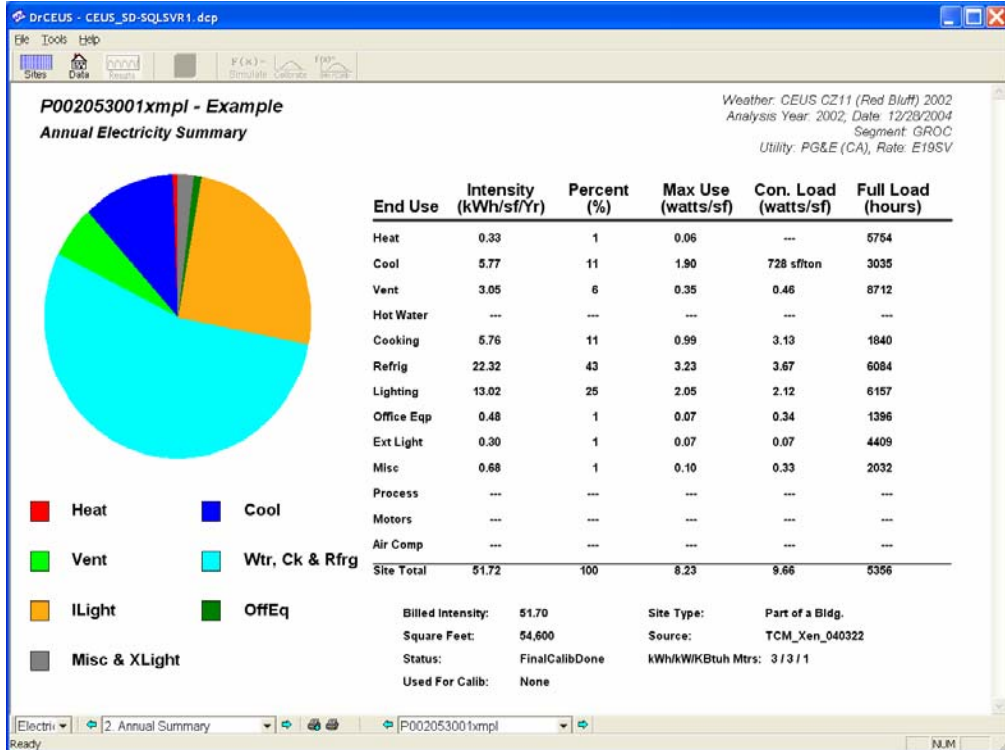 DrCEUS - CEUS_SD-SQLSVR1.dcp
File Tools Help
Sites Data Results Simulate Calibrate
F(x)=
P002053001xmpl - Example
Annual Electricity Summary
Weather: CEUS CZ11 (Red Bluff) 2002
Analysis Year: 2002; Date: 12/28/2004
Segment: GROC
Utility: PG&E (CA), Rate: E19SV
End Use Intensity (kWh/sf/Yr) Percent (%) Max Use (watts/sf) Con. Load (watts/sf) Full Load (hours)
Heat 0.33 1 0.06 --- 5754
Cool 5.77 11 1.90 728 sf/ton 3035
Vent 3.05 6 0.35 0.46 8712
Hot Water --- --- --- --- ---
Cooking 5.76 11 0.99 3.13 1840
Refrig 22.32 43 3.23 3.67 6084
Lighting 13.02 25 2.05 2.12 6157
Office Eqp 0.48 1 0.07 0.34 1396
Ext Light 0.30 1 0.07 0.07 4409
Misc 0.68 1 0.10 0.33 2032
Process --- --- --- --- ---
Motors --- --- --- --- ---
Air Comp --- --- --- --- ---
Site Total 51.72 100 8.23 9.66 5356
Heat Cool
Vent Wtr, Ck & Rfrg
ILight OffEq
Misc & XLight
Billed Intensity: 51.70 Site Type: Part of a Bldg.
Square Feet: 54,600 Source: TCM_Xen_040322
Status: FinalCalibDone kWh/kW/KBtuh Mtrs: 3 / 3 / 1
Used For Calib: None
Electri 2. Annual Summary P002053001xmpl
Ready NUM